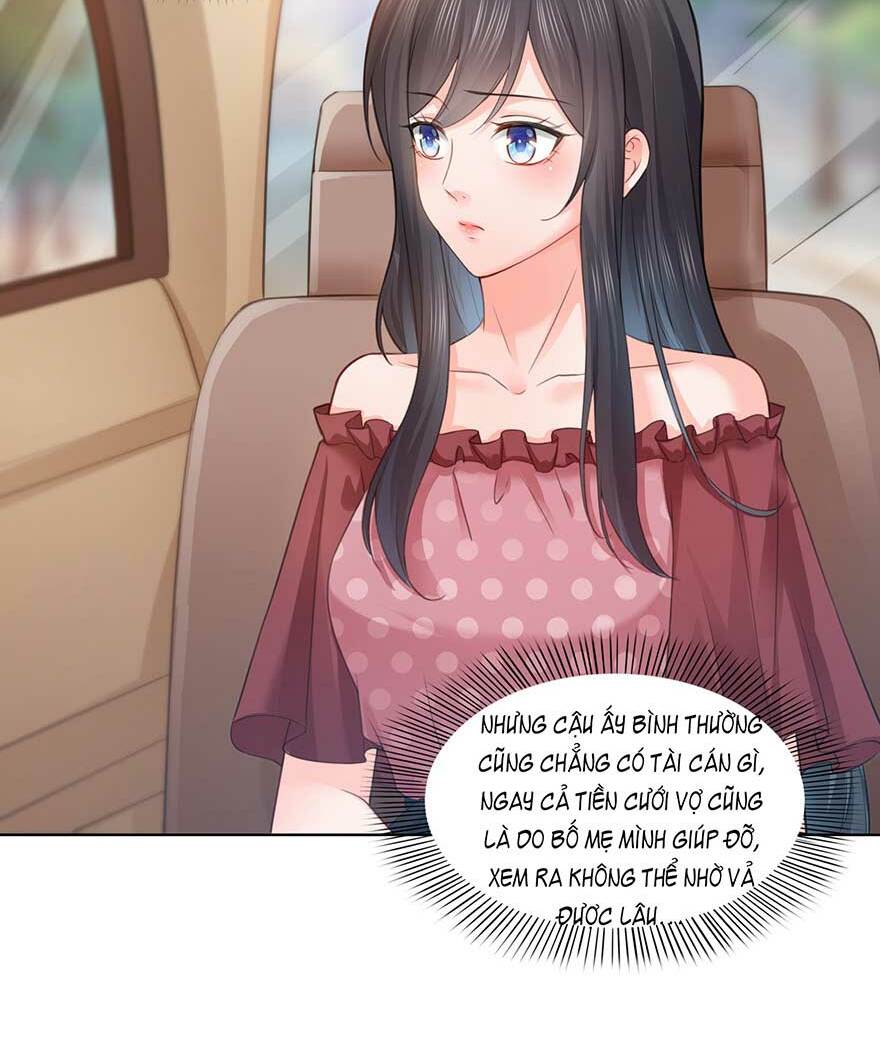 NHƯNG CẬU ẤY BÌNH THƯỜNG
CŨNG CHẲNG CÓ TÀI CÁN GÌ,
NGAY CẢ TIỀN CƯỚI VỢ CŨNG
LÀ DO BỐ MẸ MÌNH GIÚP ĐỠ,
XEM RA KHÔNG THỂ NHỜ VẢ
ĐƯỢC LÂU...